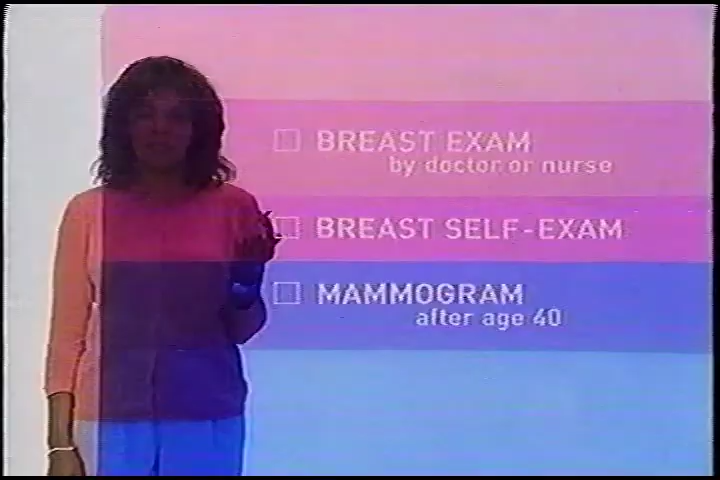 BREAST EXAM
by doctor or nurse
BREAST SELF-EXAM
MAMMOGRAM
after age 40